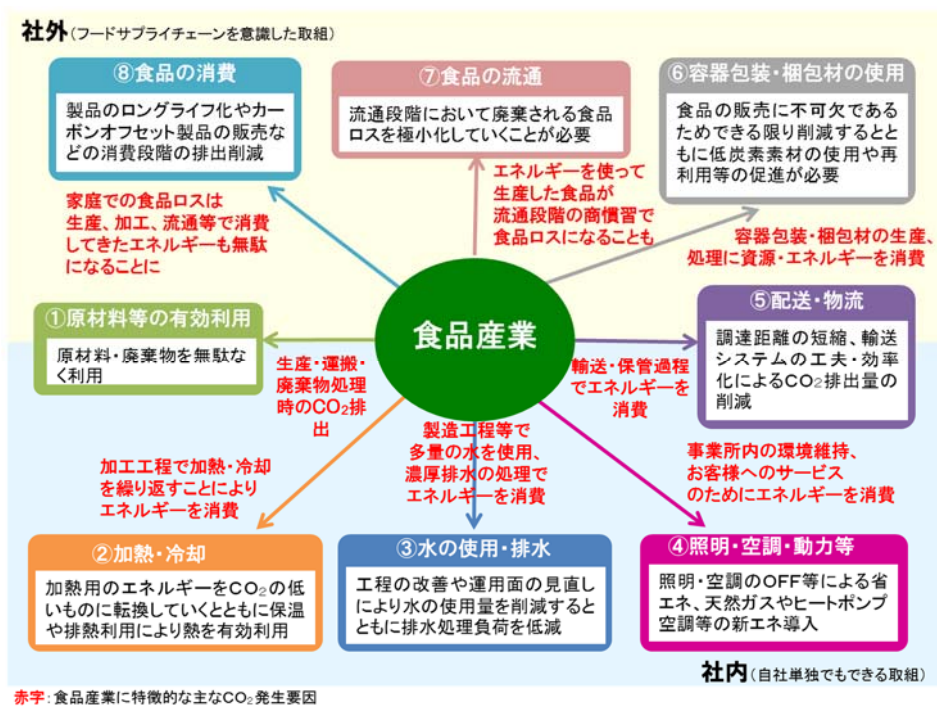 社外(フードサプライチェーンを意識した取組)
⑧食品の消費
製品のロングライフ化やカー
ボンオフセット製品の販売な
どの消費段階の排出削減
⑦食品の流通
流通段階において廃棄される食品
ロスを極小化していくことが必要
⑥容器包装・梱包材の使用
食品の販売に不可欠である
ためできる限り削減するとと
もに低炭素素材の使用や再
利用等の促進が必要
家庭での食品ロスは
生産、加工、流通等で消費
してきたエネルギーも無駄
になることに
エネルギーを使って
生産した食品が
流通段階の商慣習で
食品ロスになることも
容器包装・梱包材の生産、
処理に資源・エネルギーを消費
①原材料等の有効利用
原材料・廃棄物を無駄な
く利用
食品産業
⑤配送・物流
調達距離の短縮、輸送
システムの工夫・効率
化によるCO₂排出量の
削減
生産・運搬・
廃棄物処理
時のCO₂排
出
輸送・保管過程
でエネルギーを
消費
製造工程等で
多量の水を使用、
濃厚排水の処理で
エネルギーを消費
加工工程で加熱・冷却
を繰り返すことにより
エネルギーを消費
事業所内の環境維持、
お客様へのサービス
のためにエネルギーを消費
②加熱・冷却
加熱用のエネルギーをCO₂の低
いものに転換していくとともに保温
や排熱利用により熱を有効利用
③水の使用・排水
工程の改善や運用面の見直し
により水の使用量を削減すると
ともに排水処理負荷を低減
④照明・空調・動力等
照明・空調のOFF等による省
エネ、天然ガスやヒートポンプ
空調等の新エネ導入
社内(自社単独でもできる取組)
赤字:食品産業に特徴的な主なCO₂発生要因